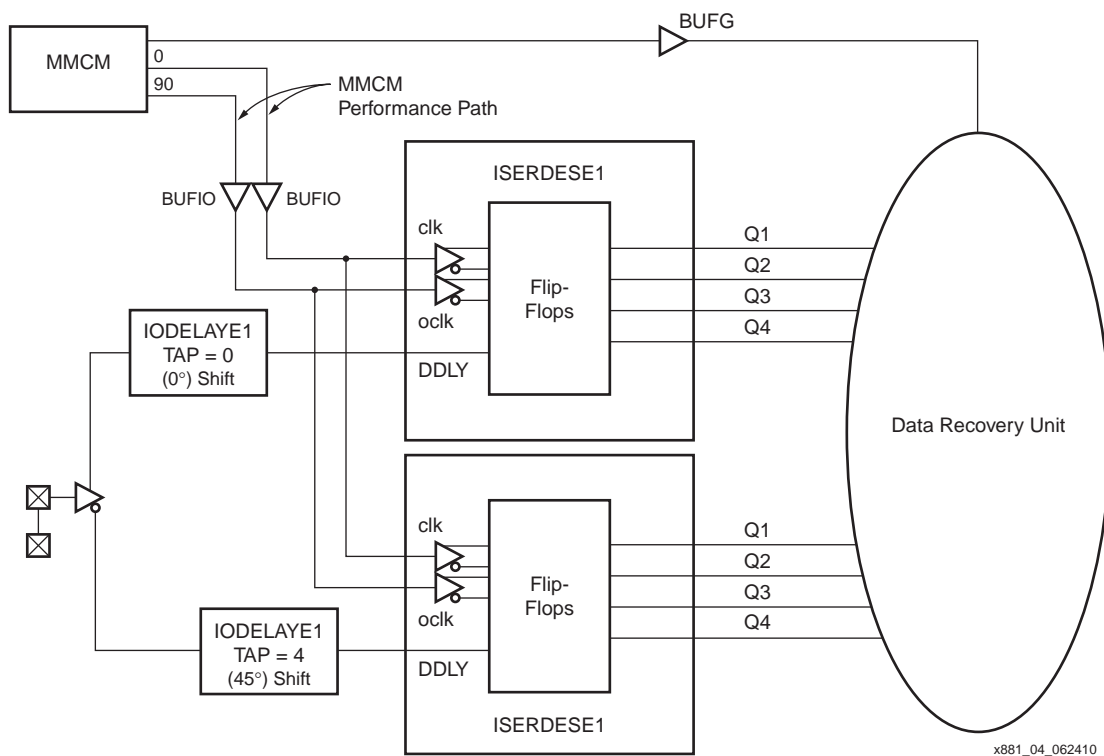 BUFG
MMCM
0
90
MMCM
Performance Path
ISERDESE1
BUFIO
BUFIO
clk
oclk
DDLY
Flip-
Flops
Q1
Q2
Q3
Q4
IODELAYE1
TAP = 0
(0°) Shift
Data Recovery Unit
clk
oclk
DDLY
Flip-
Flops
Q1
Q2
Q3
Q4
IODELAYE1
TAP = 4
(45°) Shift
ISERDESE1
x881_04_062410